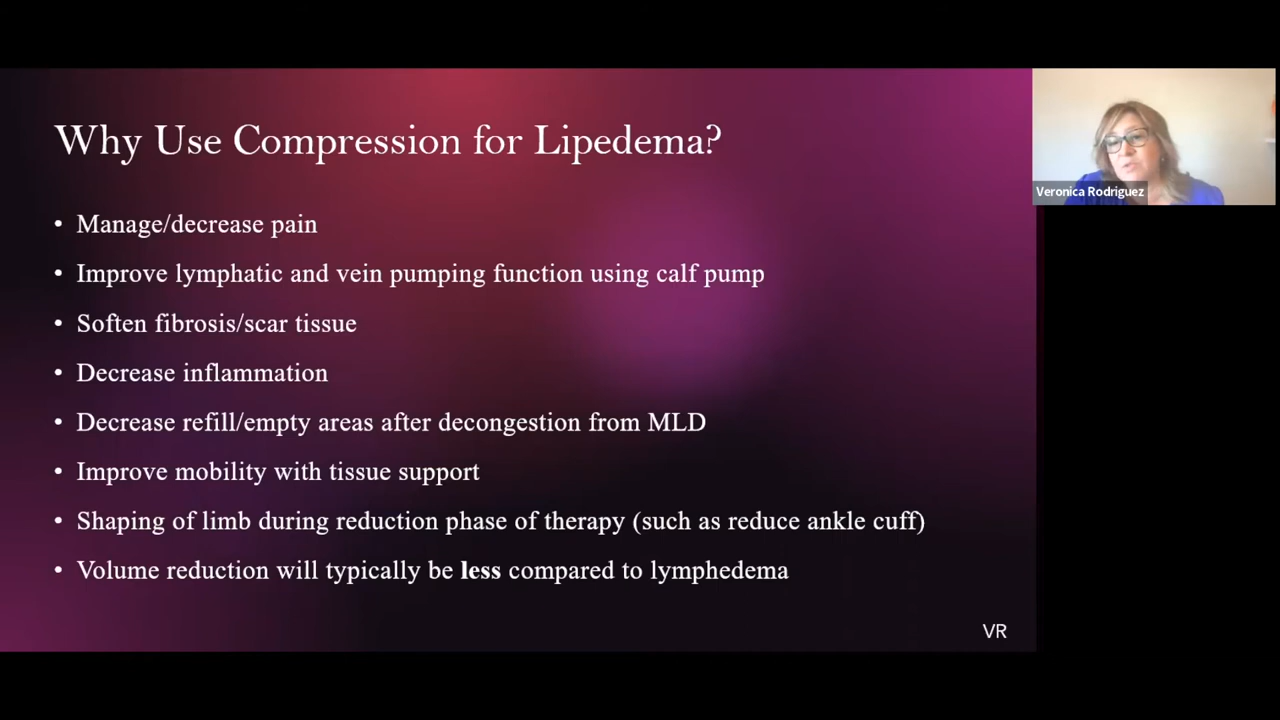 Why Use Compression for Lipedema?
• Manage/decrease pain
• Improve lymphatic and vein pumping function using calf pump
• Soften fibrosis/scar tissue
• Decrease inflammation
• Decrease refill/empty areas after decongestion from MLD
• Improve mobility with tissue support
• Shaping of limb during reduction phase of therapy (such as reduce ankle cuff)
• Volume reduction will typically be less compared to lymphedema
VR
Veronica Rodriguez